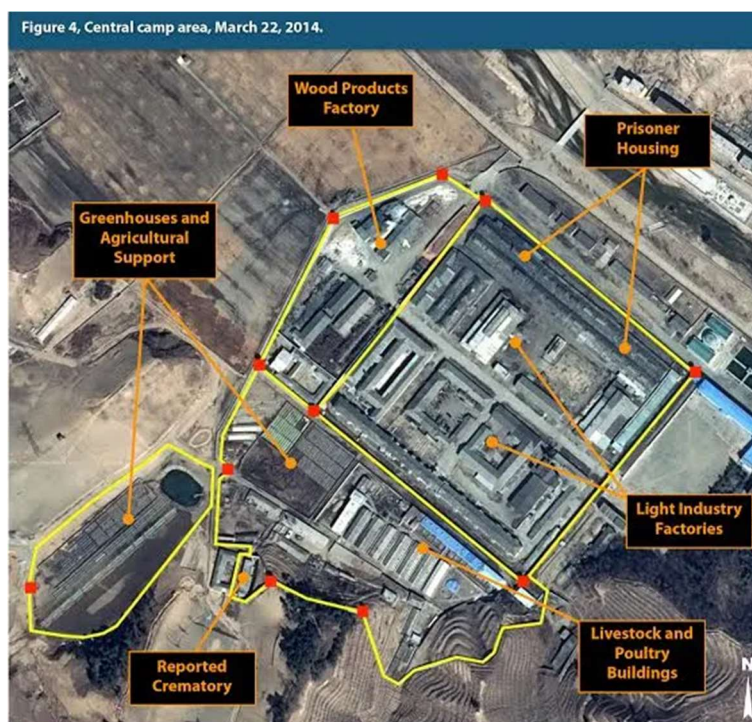 Figure 4, Central camp area, March 22, 2014.
Wood Products
Factory
Prisoner
Housing
Greenhouses and
Agricultural
Support
Light Industry
Factories
Livestock and
Poultry
Buildings
Reported
Crematory
N